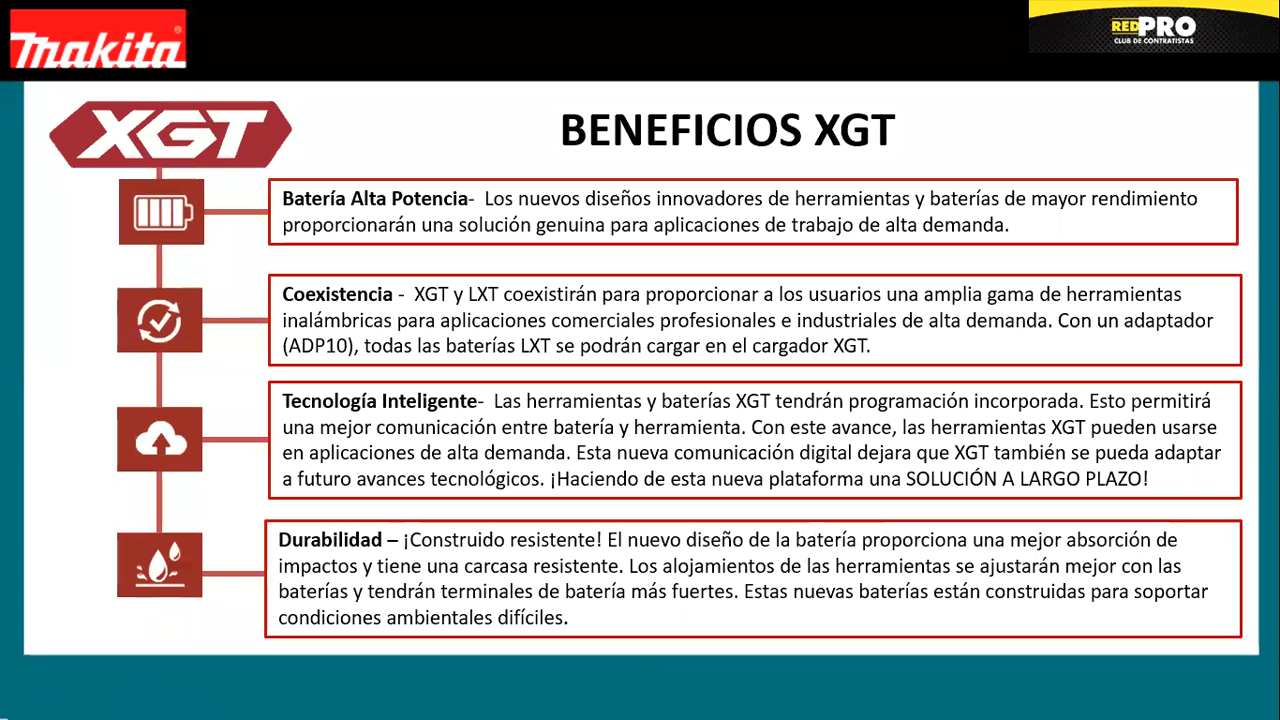 makita®
REDPRO
CLUB DE CONTRATISTAS
XGT
BENEFICIOS XGT
Batería Alta Potencia- Los nuevos diseños innovadores de herramientas y baterías de mayor rendimiento
proporcionarán una solución genuina para aplicaciones de trabajo de alta demanda.
Coexistencia - XGT y LXT coexistirán para proporcionar a los usuarios una amplia gama de herramientas
inalámbricas para aplicaciones comerciales profesionales e industriales de alta demanda. Con un adaptador
(ADP10), todas las baterías LXT se podrán cargar en el cargador XGT.
Tecnología Inteligente- Las herramientas y baterías XGT tendrán programación incorporada. Esto permitirá
una mejor comunicación entre batería y herramienta. Con este avance, las herramientas XGT pueden usarse
en aplicaciones de alta demanda. Esta nueva comunicación digital dejara que XGT también se pueda adaptar
a futuro avances tecnológicos. ¡Haciendo de esta nueva plataforma una SOLUCIÓN A LARGO PLAZO!
Durabilidad – ¡Construido resistente! El nuevo diseño de la batería proporciona una mejor absorción de
impactos y tiene una carcasa resistente. Los alojamientos de las herramientas se ajustarán mejor con las
baterías y tendrán terminales de batería más fuertes. Estas nuevas baterías están construidas para soportar
condiciones ambientales difíciles.